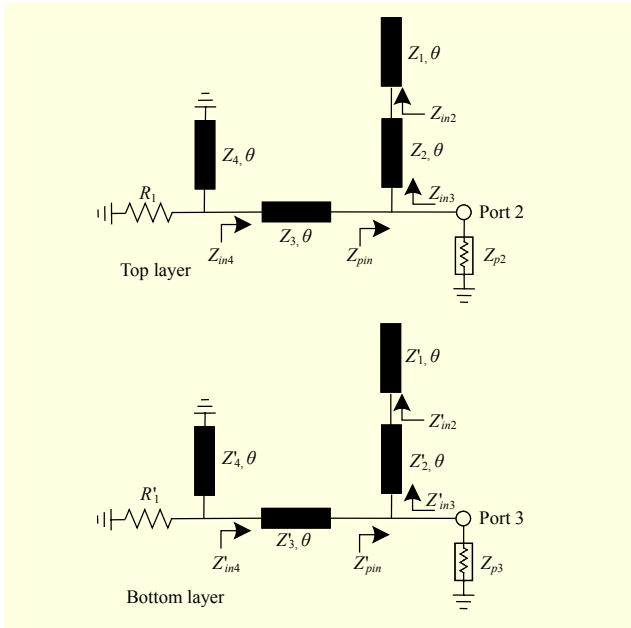 Z1, θ
Zin2
Z4, θ
Z2, θ
R1
Zin3
Port 2
Zin4
Z3, θ
Zpin
Zp2
Top layer
Z'1, θ
Z'in2
Z'4, θ
Z'2, θ
R'1
Z'in3
Port 3
Z'in4
Z'3, θ
Z'pin
Zp3
Bottom layer